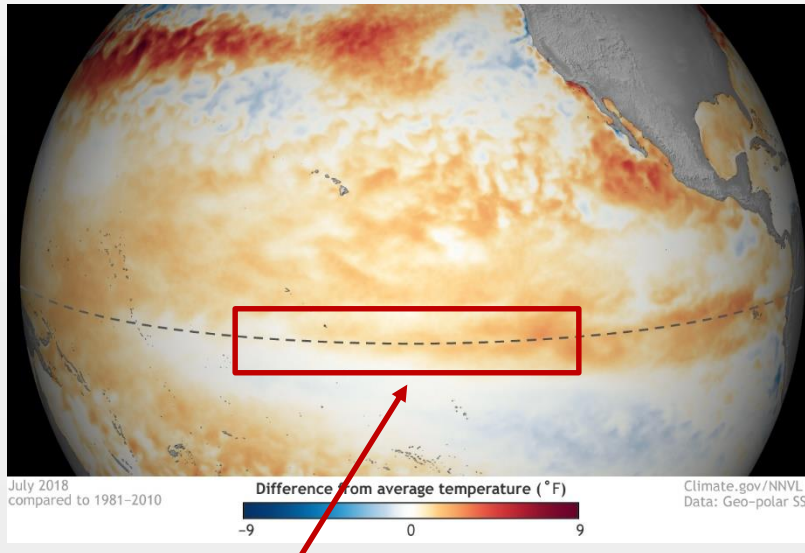 July 2018
compared to 1981–2010
Difference from average temperature (°F)
-9 0 9
Climate.gov/NNVL
Data: Geo-polar SS